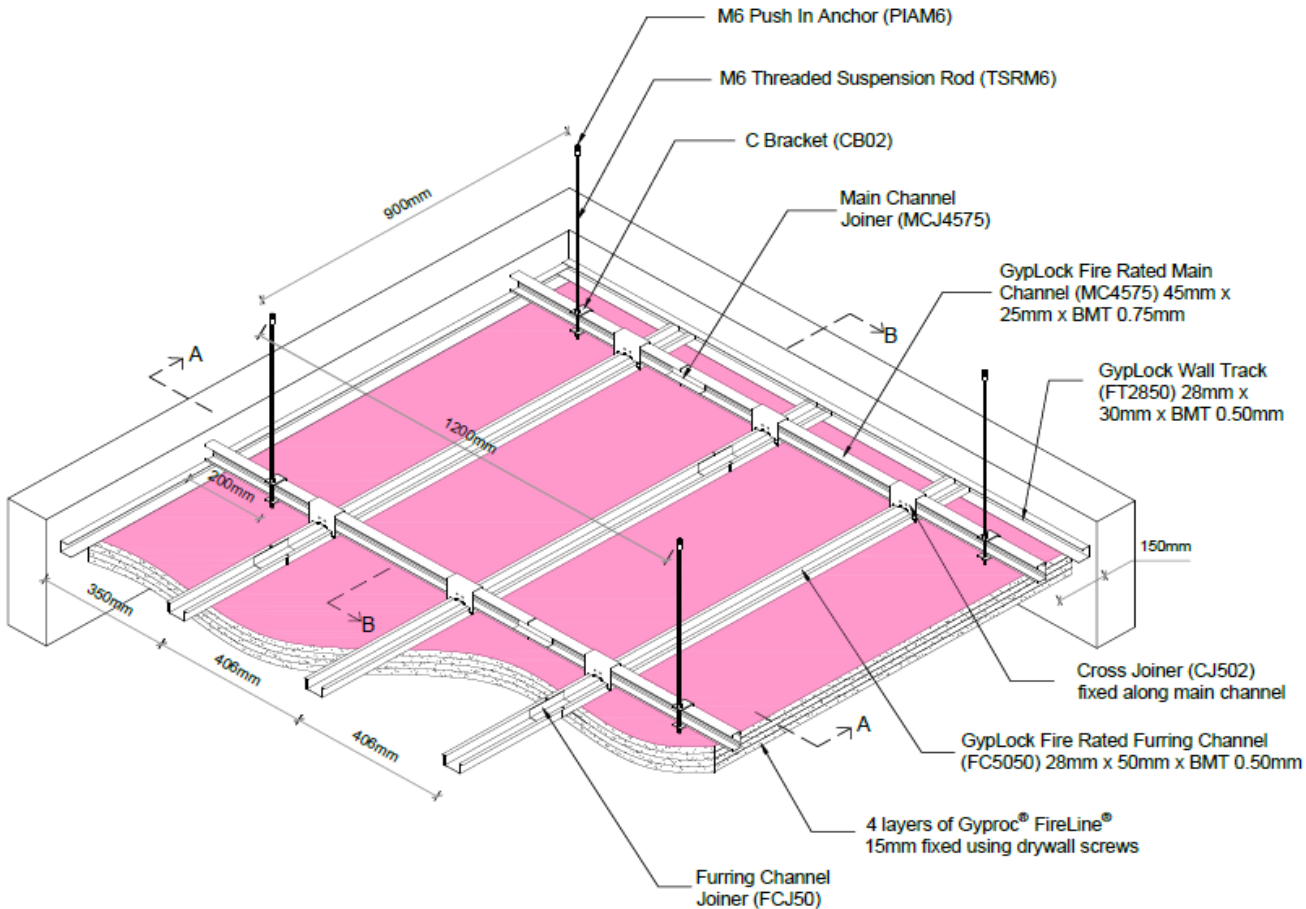 M6 Push In Anchor (PIAM6)
M6 Threaded Suspension Rod (TSRM6)
C Bracket (CB02)
900mm
Main Channel
Joiner (MCJ4575)
GypLock Fire Rated Main
Channel (MC4575) 45mm x
25mm x BMT 0.75mm
B
A
GypLock Wall Track
(FT2850) 28mm x
30mm x BMT 0.50mm
1200mm
200mm
150mm
350mm
B
406mm
Cross Joiner (CJ502)
fixed along main channel
A
406mm
GypLock Fire Rated Furring Channel
(FC5050) 28mm x 50mm x BMT 0.50mm
4 layers of Gyproc® FireLine®
15mm fixed using drywall screws
Furring Channel
Joiner (FCJ50)